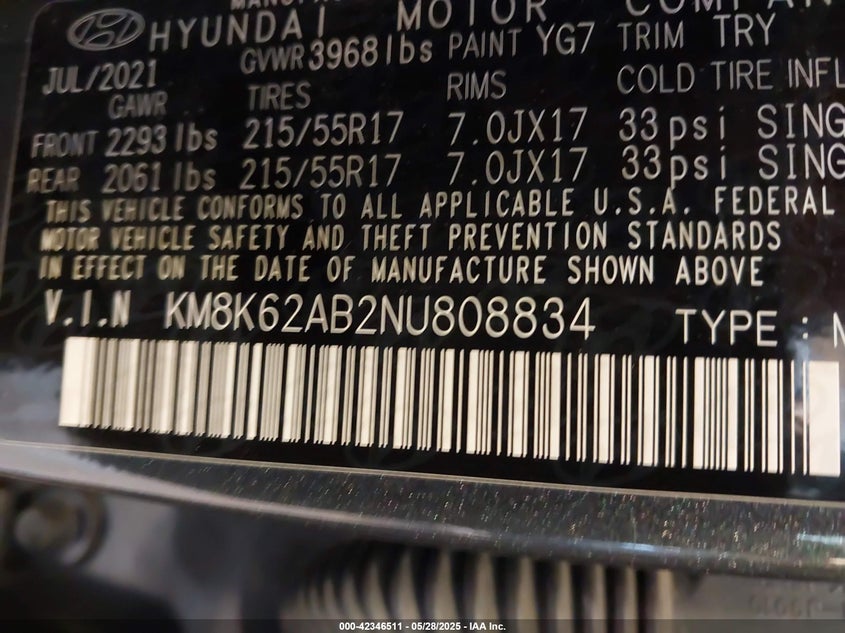 HYUNDAI MOTOR COMPAN
JUL/2021 GVWR 3968 lbs PAINT YG7 TRIM TRY
GAWR TIRES RIMS COLD TIRE INFL
FRONT 2293 lbs 215/55R17 7.0JX17 33psi SING
REAR 2061 lbs 215/55R17 7.0JX17 33psi SING
THIS VEHICLE CONFORMS TO ALL APPLICABLE U.S.A. FEDERAL
MOTOR VEHICLE SAFETY AND THEFT PREVENTION STANDARDS
IN EFFECT ON THE DATE OF MANUFACTURE SHOWN ABOVE
V.I.N KM8K62AB2NU808834 TYPE : M
000-42346511 | 05/28/2025 | IAA Inc.